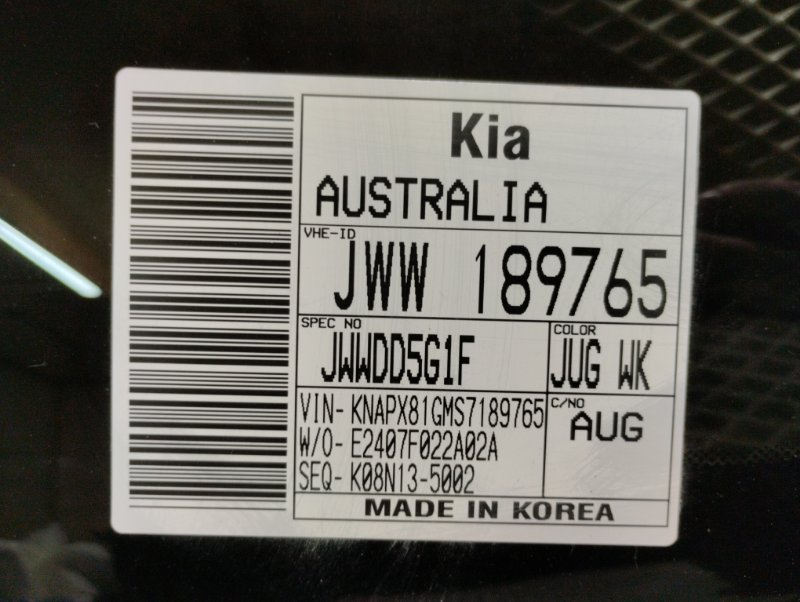 Kia
AUSTRALIA
VHE-ID
JWW 189765
SPEC NO
JWWDD5G1F
COLOR
JUG WK
VIN- KNAPX81GMS7189765
W/O- E2407F022A02A
SEQ- K08N13-5002
C/NO
AUG
MADE IN KOREA